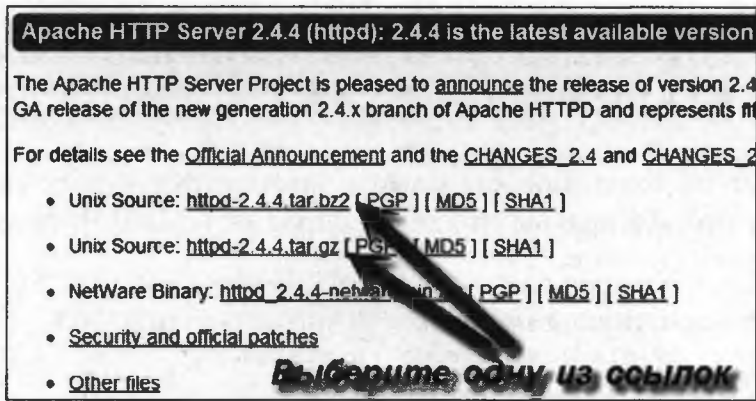 Apache HTTP Server 2.4.4 (httpd): 2.4.4 is the latest available version
The Apache HTTP Server Project is pleased to announce the release of version 2.4
GA release of the new generation 2.4.x branch of Apache HTTPD and represents
For details see the Official Announcement and the CHANGES_2.4 and CHANGES_2
• Unix Source: httpd-2.4.4.tar.bz2 [ PGP ] [ MD5 ] [ SHA1 ]
• Unix Source: httpd-2.4.4.tar.gz [ PGP ] [ MD5 ] [ SHA1 ]
• NetWare Binary: [ PGP ] [ MD5 ] [ SHA1 ]
• Security and official patches
• Other files
Выберите одну из ссылок